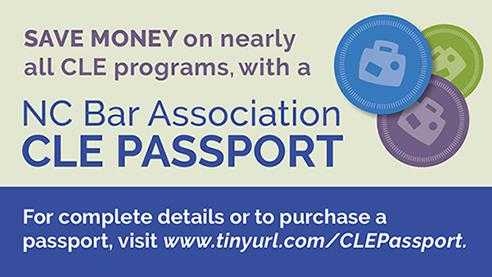 SAVE MONEY on nearly
all CLE programs, with a
NC Bar Association
CLE PASSPORT
For complete details or to purchase a
passport, visit www.tinyurl.com/CLEPassport.